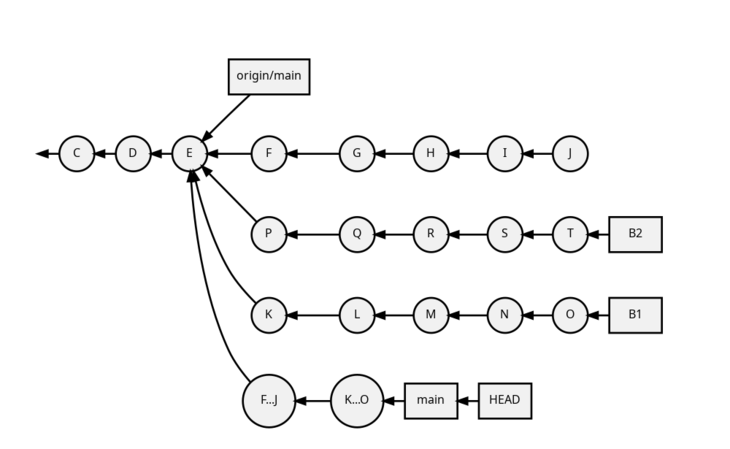 origin/main
C D E F G H I J
P Q R S T B2
K L M N O B1
F...J K...O main HEAD